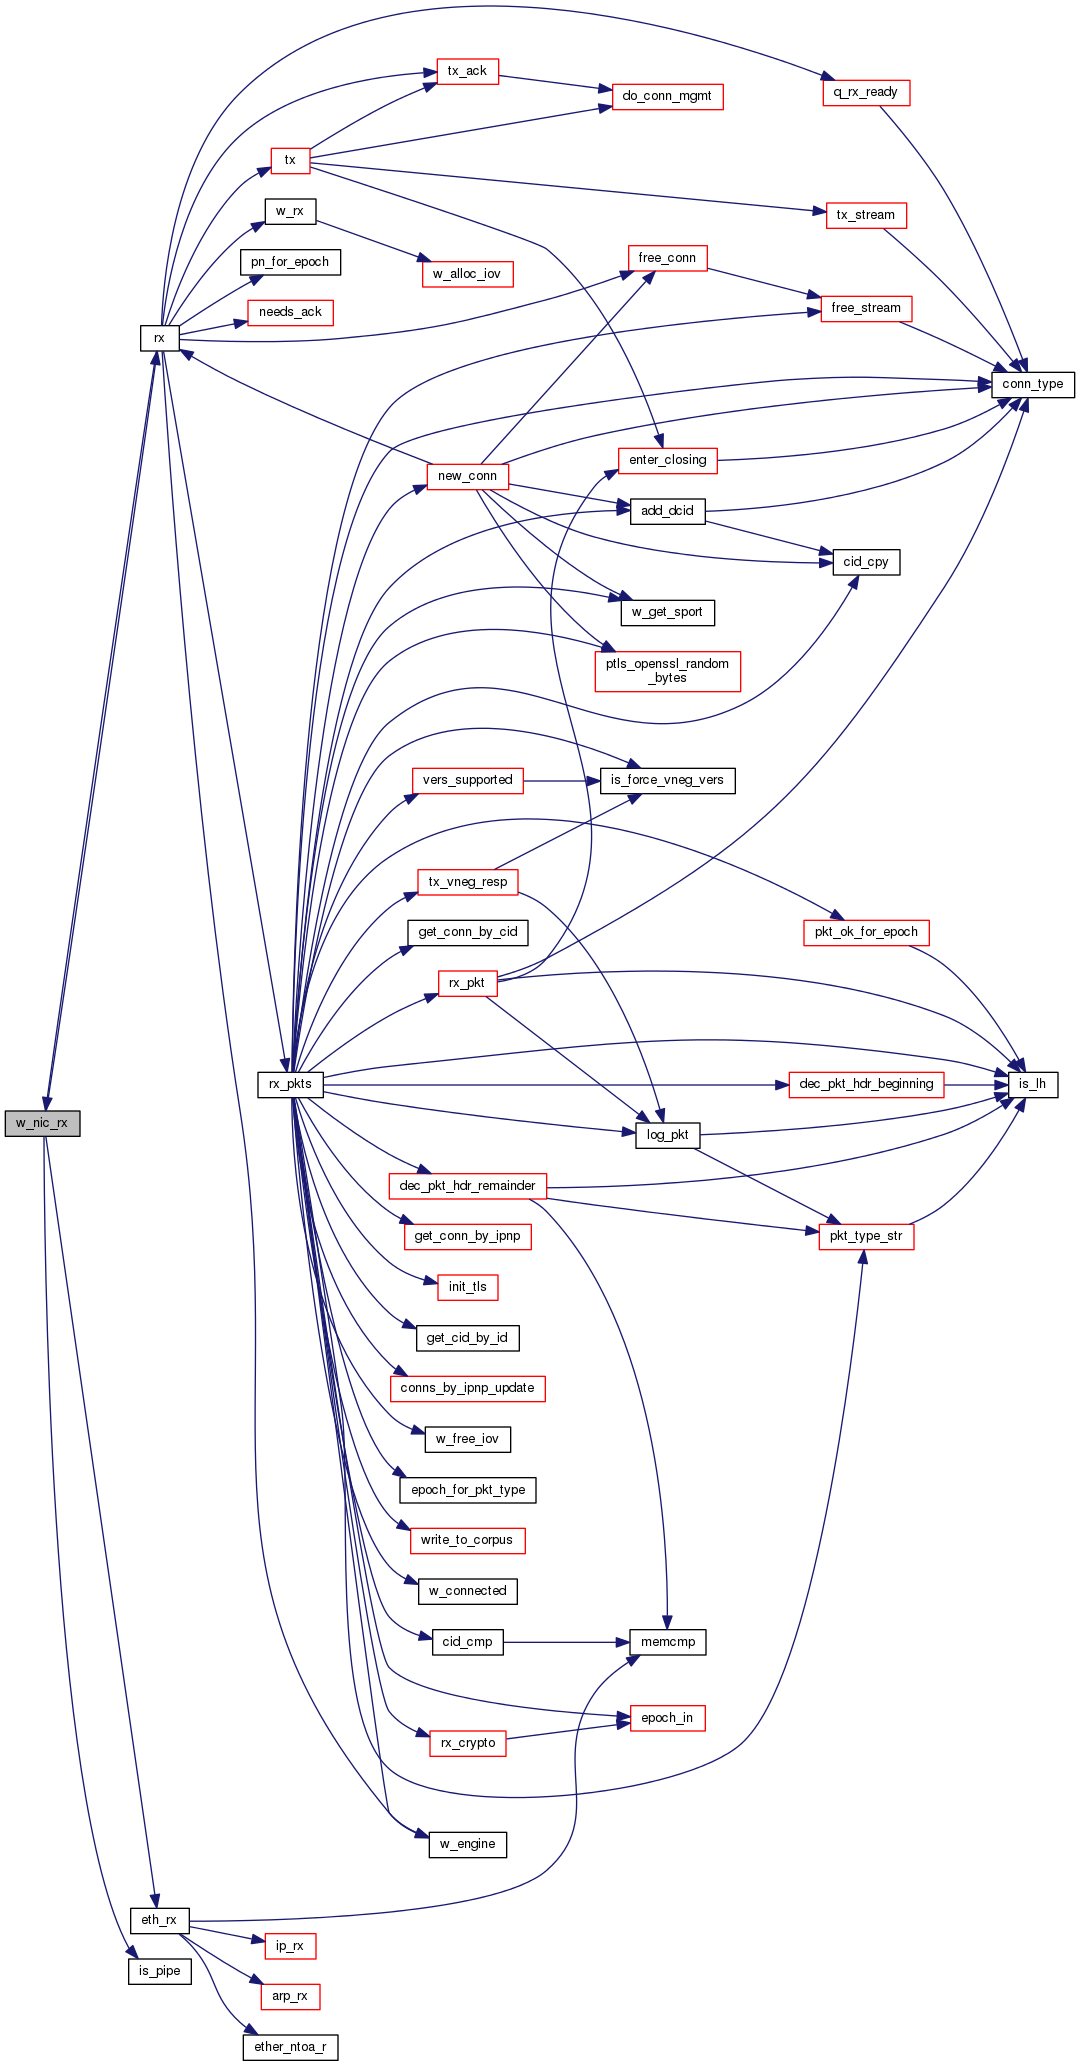 tx_ack
q_rx_ready
do_conn_mgmt
tx
w_rx
tx_stream
pn_for_epoch
free_conn
w_alloc_iov
needs_ack
free_stream
rx
conn_type
enter_closing
new_conn
add_dcid
cid_cpy
w_get_sport
ptls_openssl_random
_bytes
vers_supported
is_force_vneg_vers
tx_vneg_resp
get_conn_by_cid
pkt_ok_for_epoch
rx_pkt
rx_pkts
dec_pkt_hdr_beginning
is_lh
w_nic_rx
log_pkt
dec_pkt_hdr_remainder
get_conn_by_ipnp
pkt_type_str
init_tls
get_cid_by_id
conns_by_ipnp_update
w_free_iov
epoch_for_pkt_type
write_to_corpus
w_connected
cid_cmp
memcmp
epoch_in
rx_crypto
w_engine
eth_rx
ip_rx
is_pipe
arp_rx
ether_ntoa_r